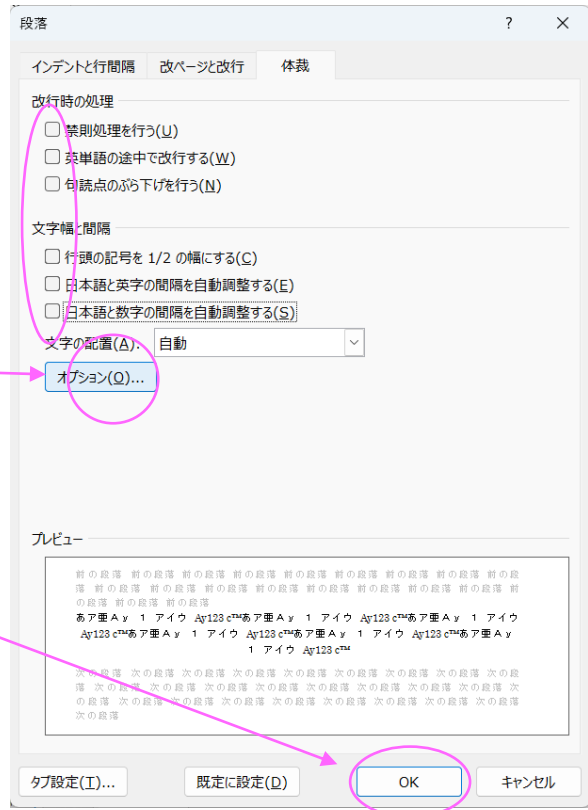 段落 ? ×
インデントと行間隔 改ページと改行 体裁
改行時の処理
禁則処理を行う(U)
英単語の途中で改行する(W)
句読点のぶら下げを行う(N)
文字幅と間隔
行頭の記号を 1/2 の幅にする(C)
日本語と英字の間隔を自動調整する(E)
日本語と数字の間隔を自動調整する(S)
文字の配置(A): 自動
オプション(O)...
プレビュー
前の段落 前の段落 前の段落 前の段落 前の段落 前の段落 前の段落 前の段落 前の段
落 前の段落 前の段落 前の段落 前の段落 前の段落 前の段落 前の段落 前の段落 前
の段落 前の段落 前の段落
あア亜Ay 1 アイウ Ay123 c™あア亜Ay 1 アイウ Ay123 c™あア亜Ay 1 アイウ
Ay123 c™あア亜Ay 1 アイウ Ay123 c™あア亜Ay 1 アイウ Ay123 c™あア亜Ay
1 アイウ Ay123 c™
次の段落 次の段落 次の段落 次の段落 次の段落 次の段落 次の段落 次の段落 次の段
落 次の段落 次の段落 次の段落 次の段落 次の段落 次の段落 次の段落 次の段落 次
の段落 次の段落 次の段落 次の段落 次の段落 次の段落 次の段落 次の段落 次の段落
次の段落
タブ設定(T)... 既定に設定(D) OK キャンセル